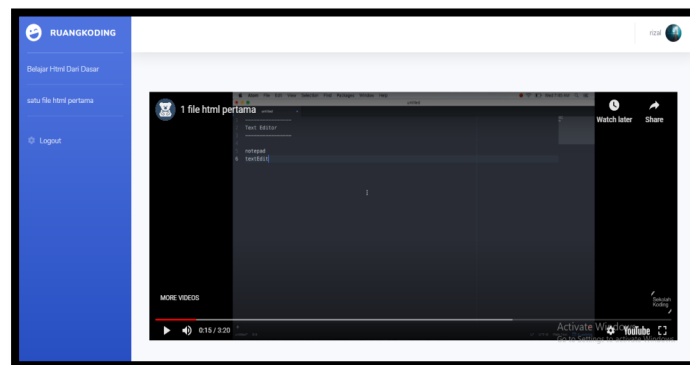 RUANGKODING
rizal
Belajar Html Dari Dasar
satu file html pertama
Logout
1 file html pertama
Watch later
Share
Text Editor
notepad
textEdit
MORE VIDEOS
Sekolah
Koding
0:15 / 3:20
YouTube
Activate Windows
Go to Settings to activate Windows